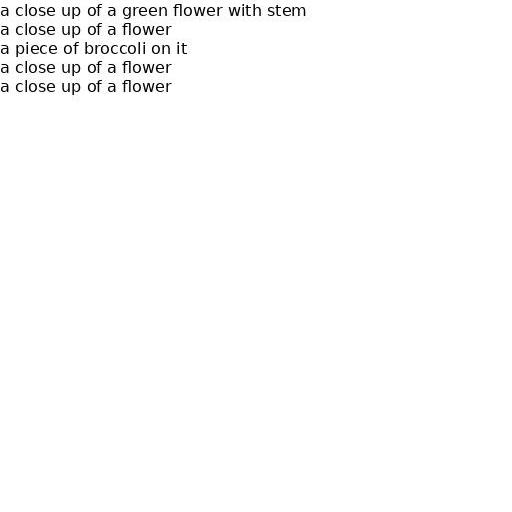 a close up of a green flower with stem
a close up of a flower
a piece of broccoli on it
a close up of a flower
a close up of a flower